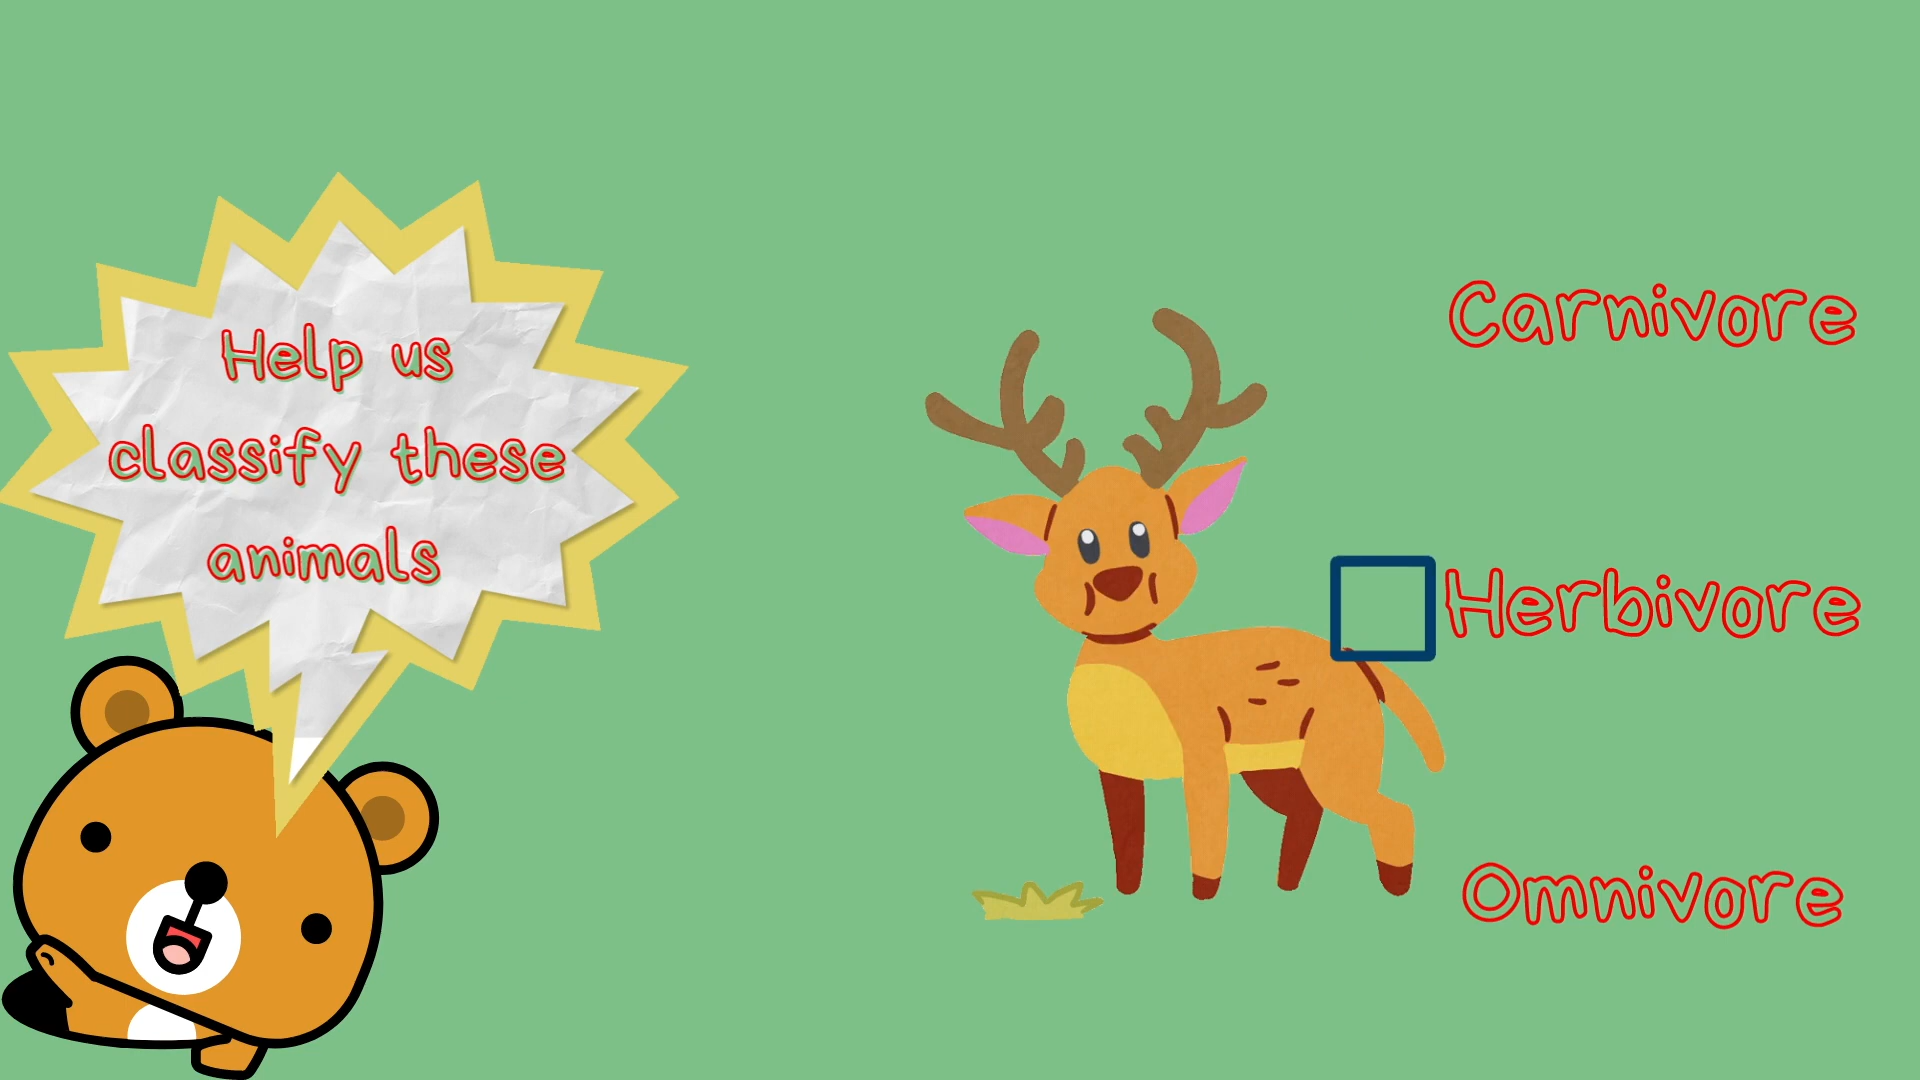 Help us
classify these
animals
Carnivore
Herbivore
Omnivore